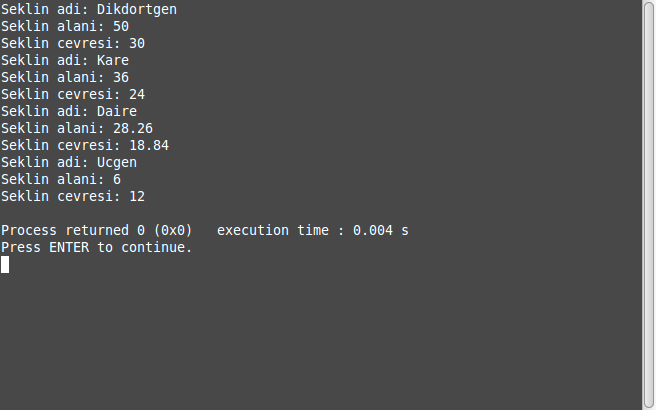 Seklin adi: Dikdortgen
Seklin alani: 50
Seklin cevresi: 30
Seklin adi: Kare
Seklin alani: 36
Seklin cevresi: 24
Seklin adi: Daire
Seklin alani: 28.26
Seklin cevresi: 18.84
Seklin adi: Ucgen
Seklin alani: 6
Seklin cevresi: 12
Process returned 0 (0x0)   execution time : 0.004 s
Press ENTER to continue.